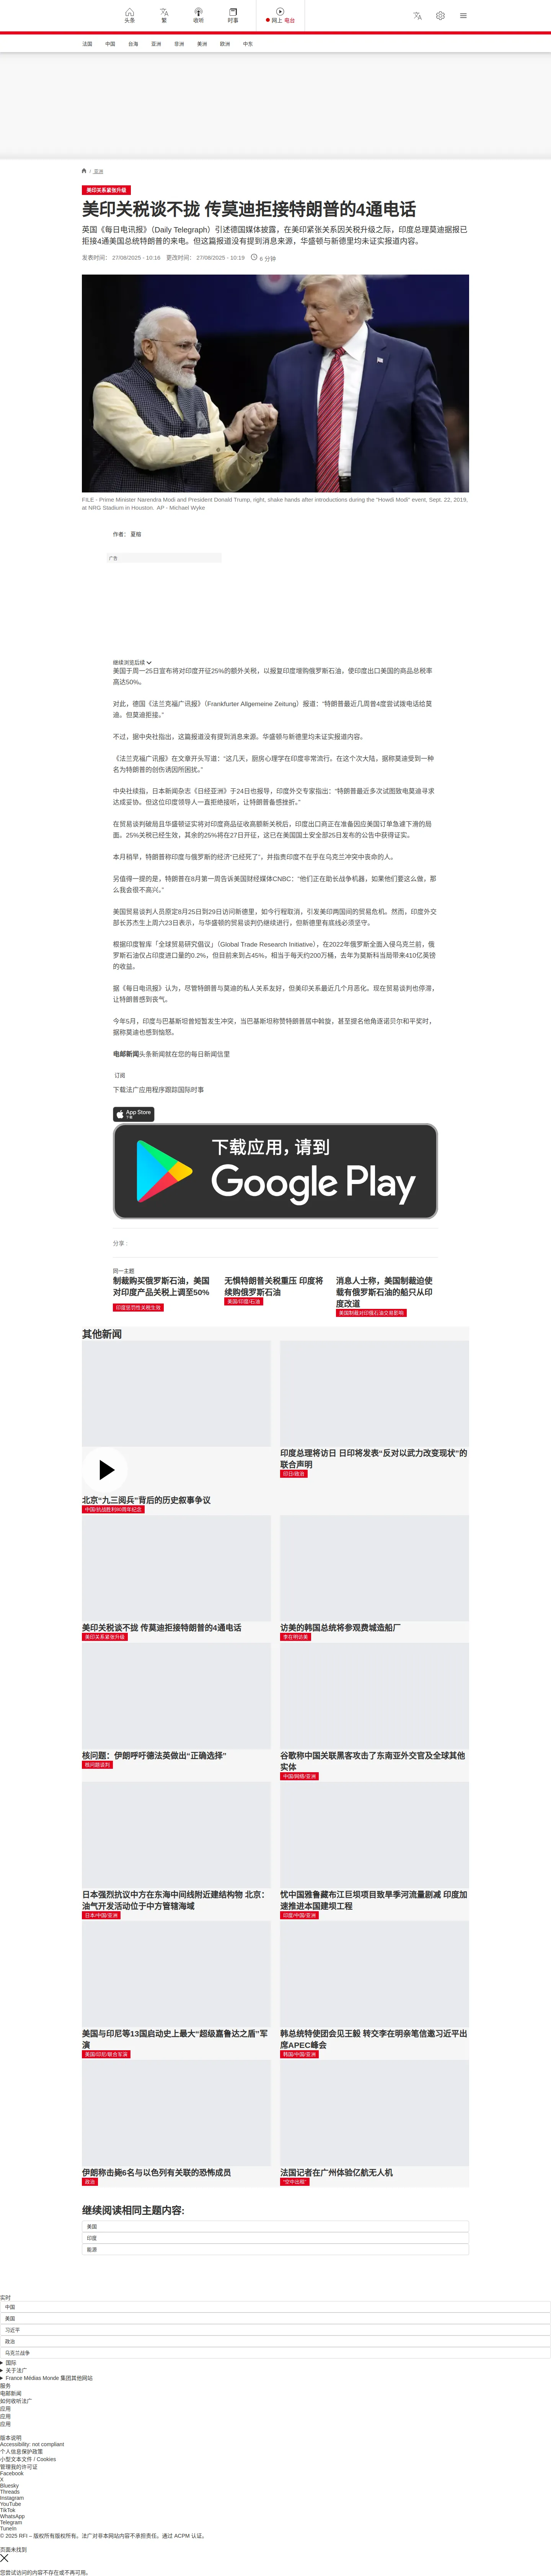 头条
繁
收听
时事
网上 电台
法国 中国 台海 亚洲 非洲 美洲 欧洲 中东
/ 亚洲
美印关系紧张升级
美印关税谈不拢 传莫迪拒接特朗普的4通电话
英国《每日电讯报》（Daily Telegraph）引述德国媒体披露，在美印紧张关系因关税升级之际，印度总理莫迪据报已
拒接4通美国总统特朗普的来电。但这篇报道没有提到消息来源，华盛顿与新德里均未证实报道内容。
发表时间： 27/08/2025 - 10:16 更改时间： 27/08/2025 - 10:19 6 分钟
FILE - Prime Minister Narendra Modi and President Donald Trump, right, shake hands after introductions during the "Howdi Modi" event, Sept. 22, 2019,
at NRG Stadium in Houston. AP - Michael Wyke
作者： 夏榕
广告
继续浏览后续
美国于周一25日宣布将对印度开征25%的额外关税，以报复印度增购俄罗斯石油，使印度出口美国的商品总税率
高达50%。
对此，德国《法兰克福广讯报》（Frankfurter Allgemeine Zeitung）报道：“特朗普最近几周曾4度尝试拨电话给莫
迪。但莫迪拒接。”
不过，据中央社指出，这篇报道没有提到消息来源。华盛顿与新德里均未证实报道内容。
《法兰克福广讯报》在文章开头写道：“这几天，厨房心理学在印度非常流行。在这个次大陆，据称莫迪受到一种
名为特朗普的创伤诱因所困扰。”
中央社续指，日本新闻杂志《日经亚洲》于24日也报导，印度外交专家指出：“特朗普最近多次试图致电莫迪寻求
达成妥协。但这位印度领导人一直拒绝接听，让特朗普备感挫折。”
在贸易谈判破局且华盛顿证实将对印度商品征收高额新关税后，印度出口商正在准备因应美国订单急遽下滑的局
面。25%关税已经生效，其余的25%将在27日开征，这已在美国国土安全部25日发布的公告中获得证实。
本月稍早，特朗普称印度与俄罗斯的经济“已经死了”，并指责印度不在乎在乌克兰冲突中丧命的人。
另值得一提的是，特朗普在8月第一周告诉美国财经媒体CNBC：“他们正在助长战争机器，如果他们要这么做，那
么我会很不高兴。”
美国贸易谈判人员原定8月25日到29日访问新德里，如今行程取消，引发美印两国间的贸易危机。然而，印度外交
部长苏杰生上周六23日表示，与华盛顿的贸易谈判仍继续进行，但新德里有底线必须坚守。
根据印度智库「全球贸易研究倡议」（Global Trade Research Initiative），在2022年俄罗斯全面入侵乌克兰前，俄
罗斯石油仅占印度进口量的0.2%，但目前来到占45%，相当于每天约200万桶，去年为莫斯科当局带来410亿英镑
的收益。
据《每日电讯报》认为，尽管特朗普与莫迪的私人关系友好，但美印关系最近几个月恶化。现在贸易谈判也停滞，
让特朗普感到丧气。
今年5月，印度与巴基斯坦曾短暂发生冲突，当巴基斯坦称赞特朗普居中斡旋，甚至提名他角逐诺贝尔和平奖时，
据称莫迪也感到恼怒。
电邮新闻头条新闻就在您的每日新闻信里
订阅
下载法广应用程序跟踪国际时事
App Store
下载
下载应用，请到
Google Play
分享 :
同一主题
制裁购买俄罗斯石油，美国
对印度产品关税上调至50%
印度惩罚性关税生效
无惧特朗普关税重压 印度将
续购俄罗斯石油
美国/印度/石油
消息人士称，美国制裁迫使
载有俄罗斯石油的船只从印
度改道
美国制裁对印俄石油交易影响
其他新闻
北京“九三阅兵”背后的历史叙事争议
中国/抗战胜利80周年纪念
印度总理将访日 日印将发表“反对以武力改变现状”的
联合声明
印日/政治
美印关税谈不拢 传莫迪拒接特朗普的4通电话
美印关系紧张升级
访美的韩国总统将参观费城造船厂
李在明访美
核问题：伊朗呼吁德法英做出"正确选择"
核问题谈判
谷歌称中国关联黑客攻击了东南亚外交官及全球其他
实体
中国/网络/亚洲
日本强烈抗议中方在东海中间线附近建结构物 北京：
油气开发活动位于中方管辖海域
日本/中国/亚洲
忧中国雅鲁藏布江巨坝项目致旱季河流量剧减 印度加
速推进本国建坝工程
印度/中国/亚洲
美国与印尼等13国启动史上最大“超级嘉鲁达之盾”军
演
美国/印尼/联合军演
韩总统特使团会见王毅 转交李在明亲笔信邀习近平出
席APEC峰会
韩国/中国/亚洲
伊朗称击毙6名与以色列有关联的恐怖成员
政治
法国记者在广州体验亿航无人机
“空中出租”
继续阅读相同主题内容:
美国
印度
能源
实时
中国
美国
习近平
政治
乌克兰战争
国际
关于法广
France Médias Monde 集团其他网站
服务
电邮新闻
如何收听法广
应用
应用
应用
版本说明
Accessibility: not compliant
个人信息保护政策
小型文本文件 / Cookies
管理我的许可证
Facebook
X
Bluesky
Threads
Instagram
YouTube
TikTok
WhatsApp
Telegram
TuneIn
© 2025 RFI – 版权所有版权所有。法广对非本网站内容不承担责任。通过 ACPM 认证。
页面未找到
您尝试访问的内容不存在或不再可用。